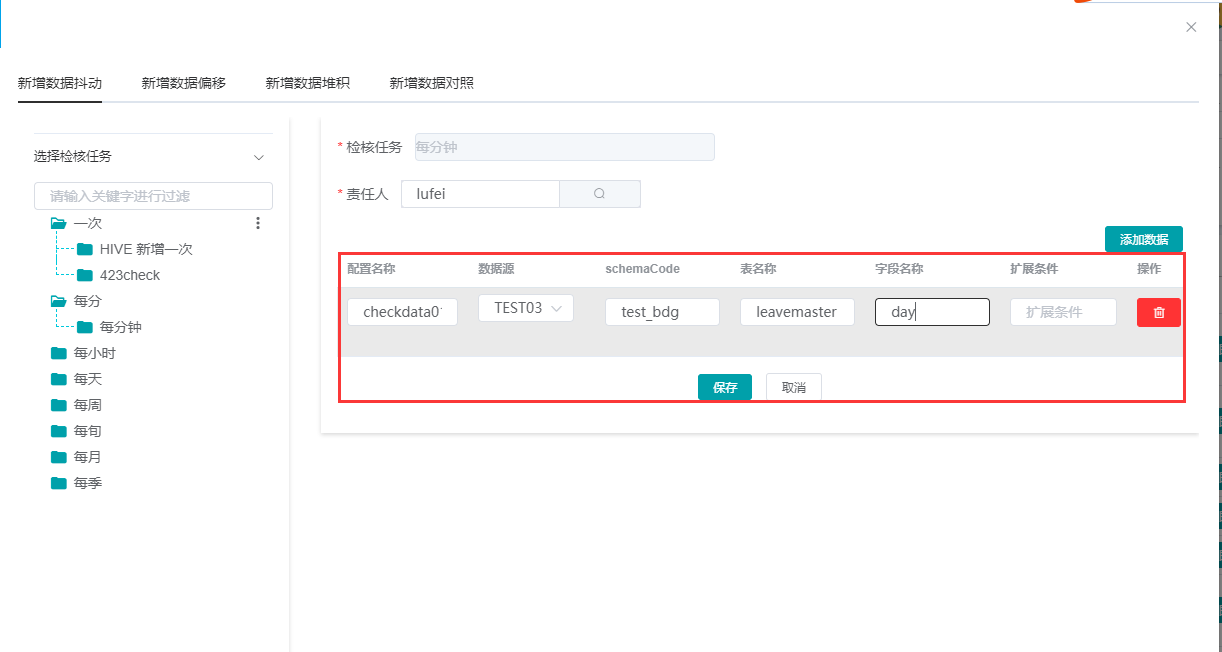 新增数据抖动 新增数据偏移 新增数据堆积 新增数据对照
选择检核任务
请输入关键字进行过滤
一次
HIVE 新增一次
423check
每分
每分钟
每小时
每天
每周
每旬
每月
每季
* 检核任务 每分钟
* 责任人 lufei
添加数据
配置名称 数据源 schemaCode 表名称 字段名称 扩展条件 操作
checkdata0 TEST03 test_bdg leavemaster day 扩展条件
保存 取消